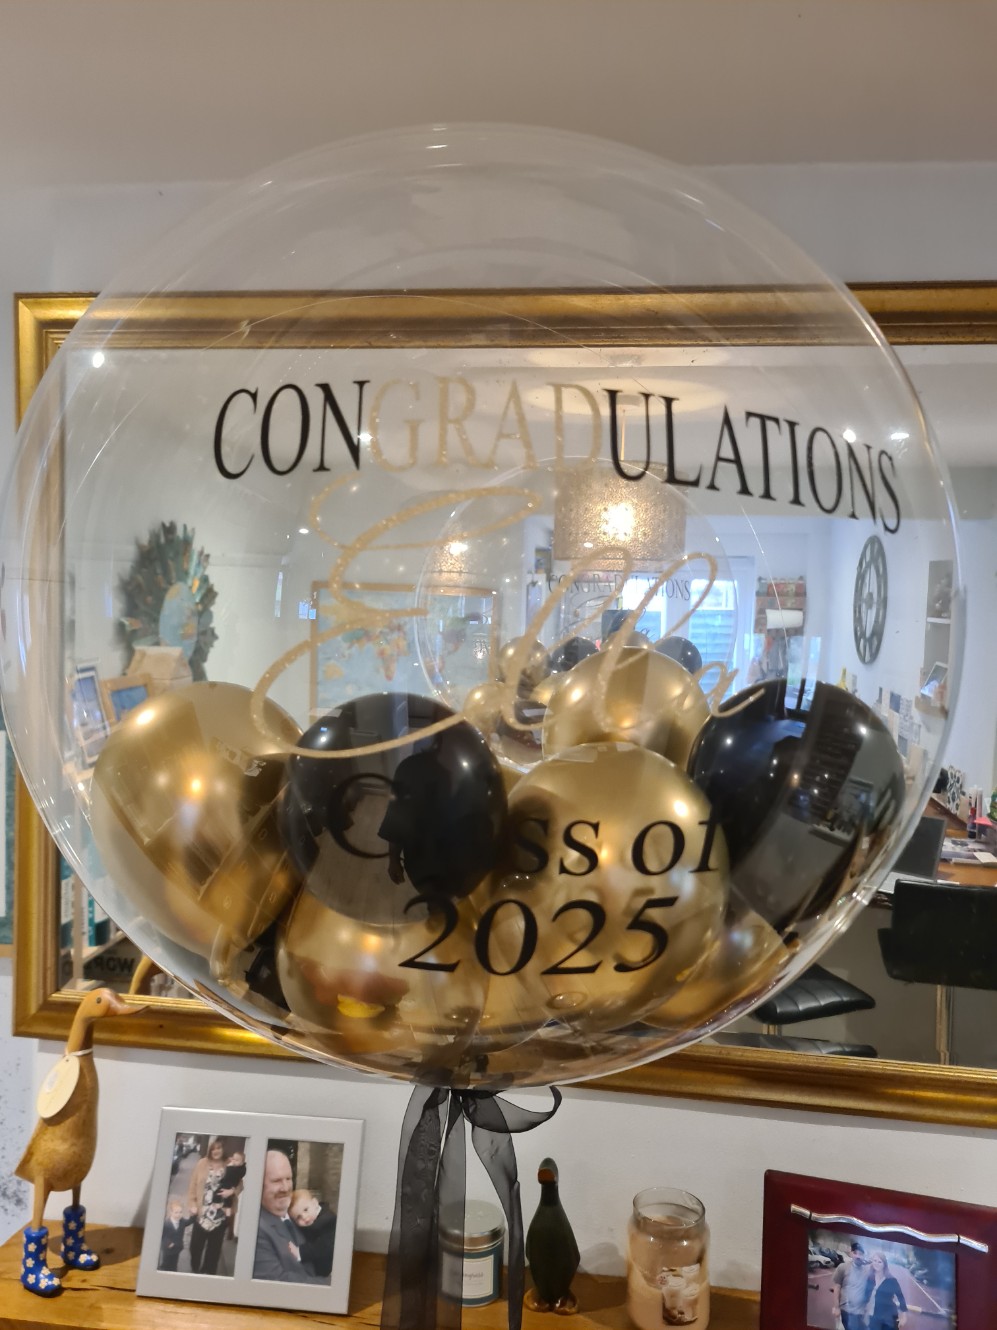 CONGRADULATIONS
Ella
Class of
2025